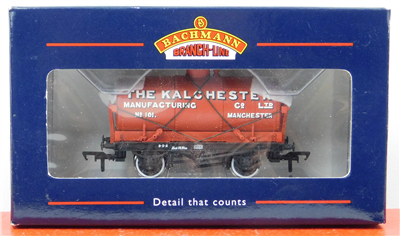 BACHMANN
BRANCH-LINE
THE KALCHESTER
MANUFACTURING Co LTD
No 101. MANCHESTER
Detail that counts